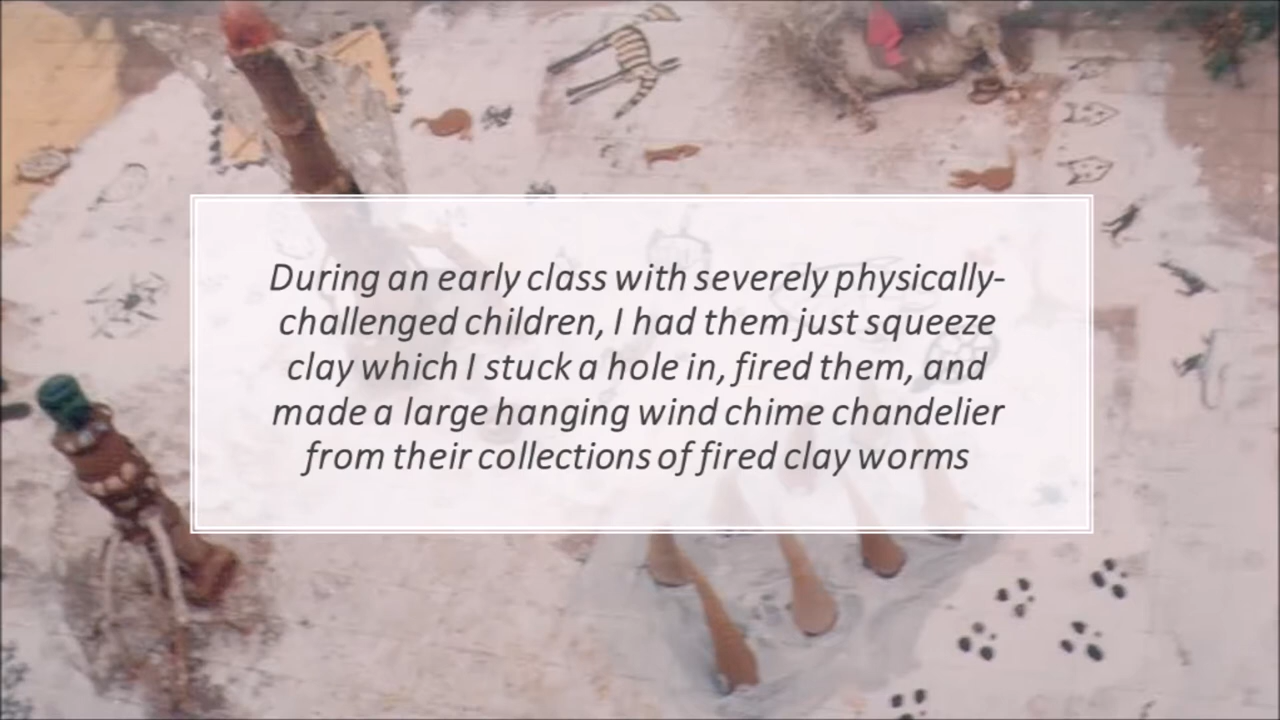 During an early class with severely physically-
challenged children, I had them just squeeze
clay which I stuck a hole in, fired them, and
made a large hanging wind chime chandelier
from their collections of fired clay worms